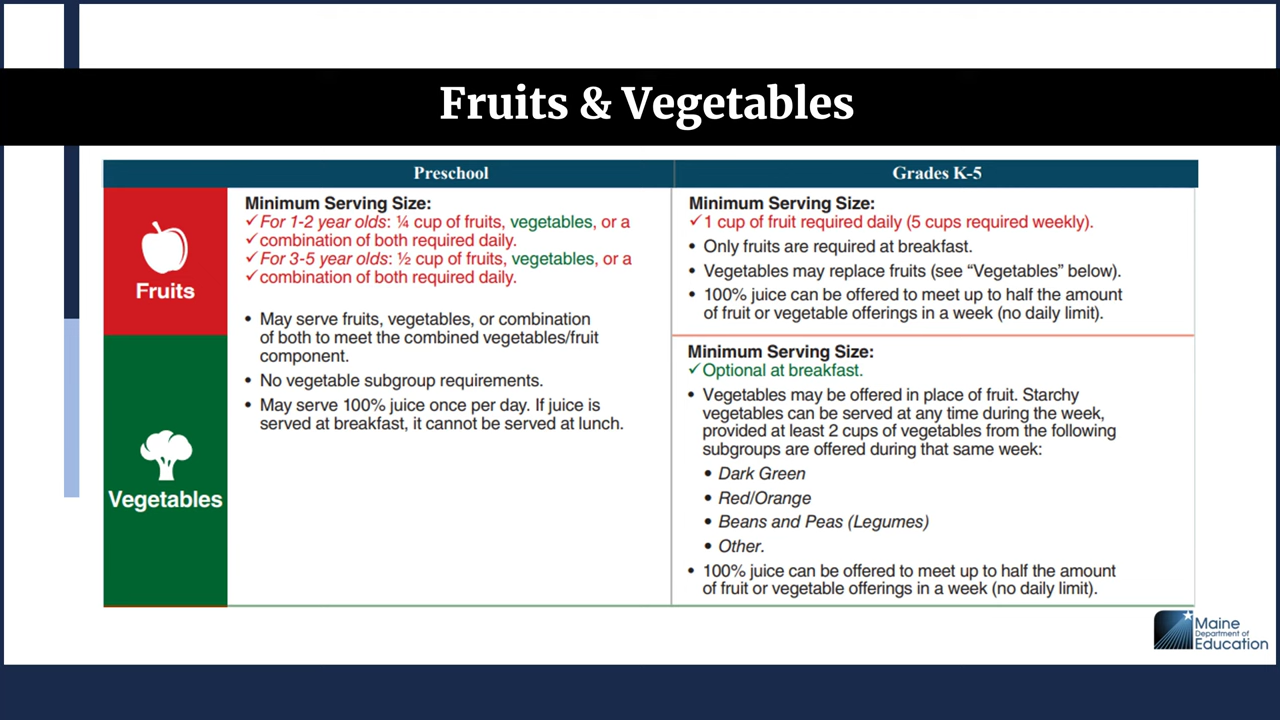 Fruits & Vegetables
Preschool
Grades K-5
Fruits
Vegetables
Minimum Serving Size:
✓For 1-2 year olds: ¼ cup of fruits, vegetables, or a
✓combination of both required daily.
✓For 3-5 year olds: ½ cup of fruits, vegetables, or a
✓combination of both required daily.
• May serve fruits, vegetables, or combination
of both to meet the combined vegetables/fruit
component.
• No vegetable subgroup requirements.
• May serve 100% juice once per day. If juice is
served at breakfast, it cannot be served at lunch.
Minimum Serving Size:
✓1 cup of fruit required daily (5 cups required weekly).
• Only fruits are required at breakfast.
• Vegetables may replace fruits (see “Vegetables” below).
• 100% juice can be offered to meet up to half the amount
of fruit or vegetable offerings in a week (no daily limit).
Minimum Serving Size:
✓Optional at breakfast.
• Vegetables may be offered in place of fruit. Starchy
vegetables can be served at any time during the week,
provided at least 2 cups of vegetables from the following
subgroups are offered during that same week:
• Dark Green
• Red/Orange
• Beans and Peas (Legumes)
• Other.
• 100% juice can be offered to meet up to half the amount
of fruit or vegetable offerings in a week (no daily limit).
Maine
Department of
Education